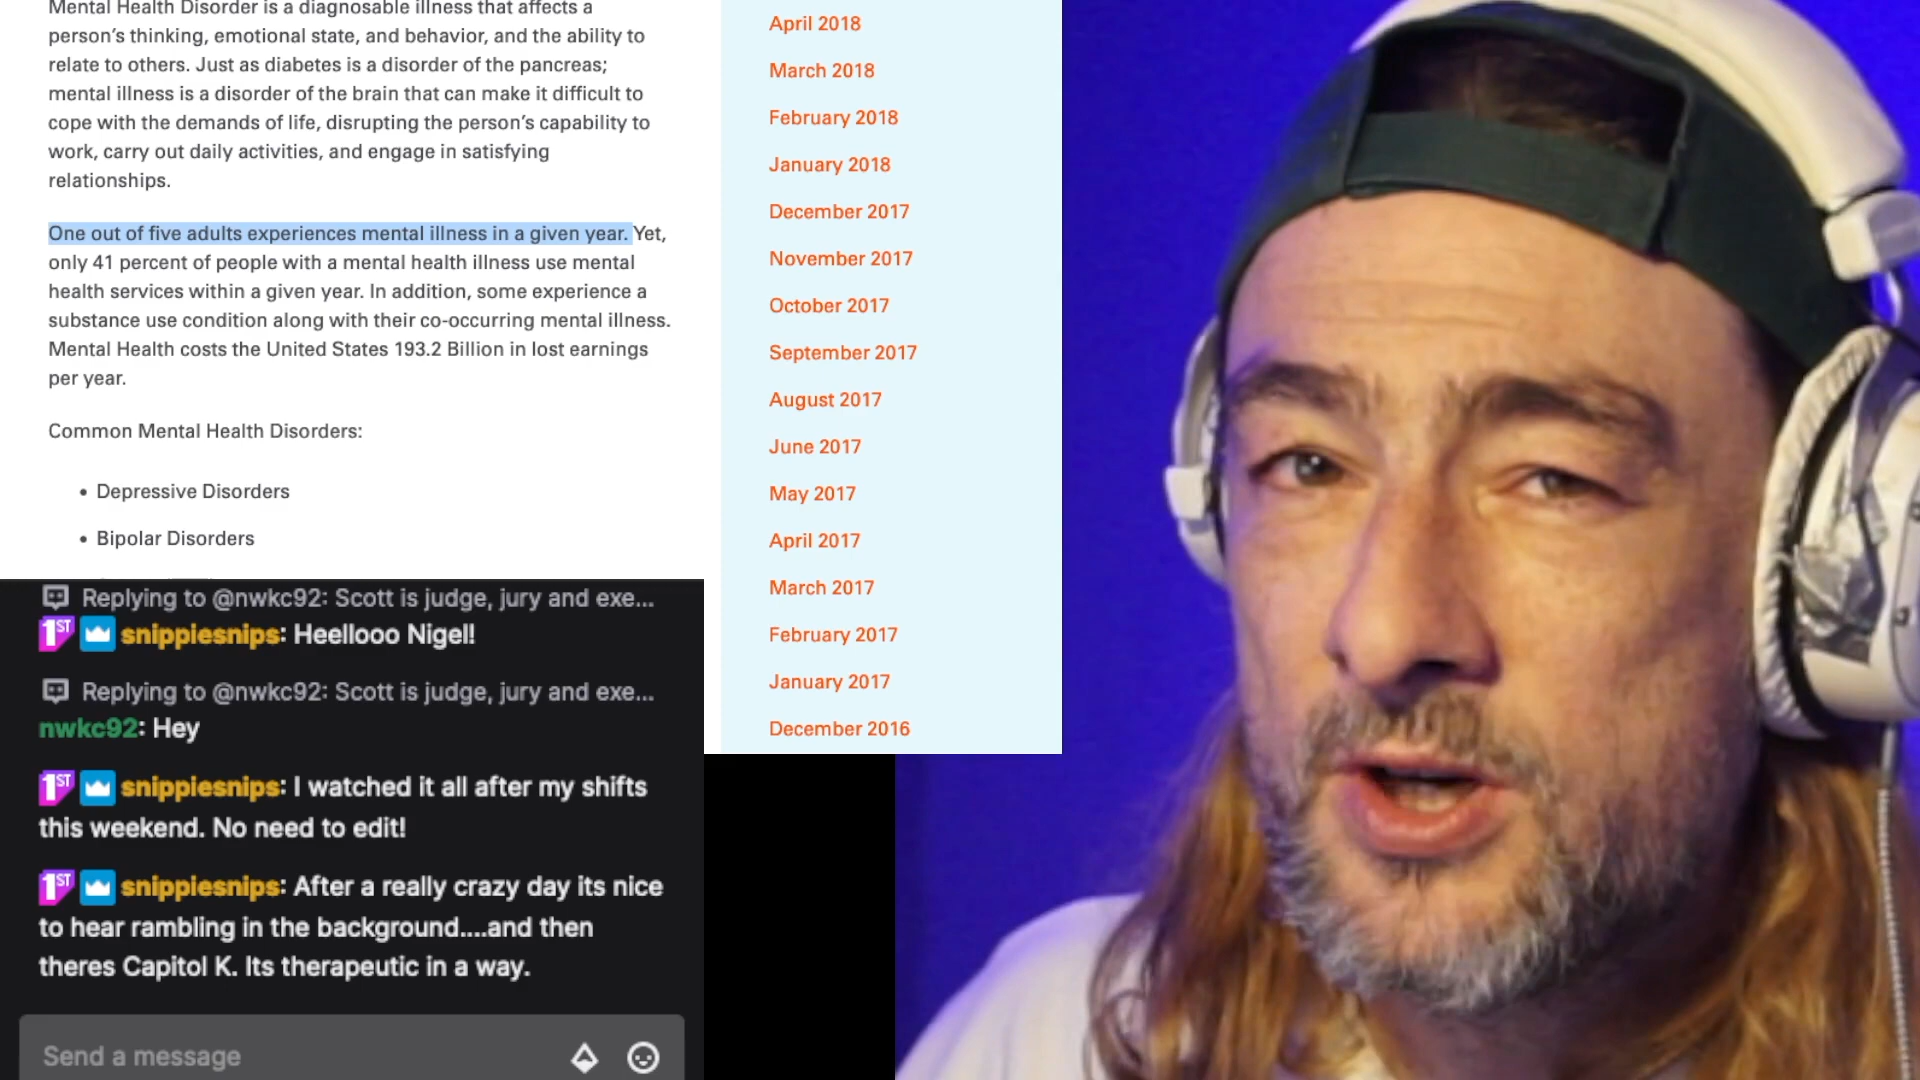 Mental Health Disorder is a diagnosable illness that affects a
person's thinking, emotional state, and behavior, and the ability to
relate to others. Just as diabetes is a disorder of the pancreas;
mental illness is a disorder of the brain that can make it difficult to
cope with the demands of life, disrupting the person's capability to
work, carry out daily activities, and engage in satisfying
relationships.
One out of five adults experiences mental illness in a given year. Yet,
only 41 percent of people with a mental health illness use mental
health services within a given year. In addition, some experience a
substance use condition along with their co-occurring mental illness.
Mental Health costs the United States 193.2 Billion in lost earnings
per year.
Common Mental Health Disorders:
• Depressive Disorders
• Bipolar Disorders
April 2018
March 2018
February 2018
January 2018
December 2017
November 2017
October 2017
September 2017
August 2017
June 2017
May 2017
April 2017
March 2017
February 2017
January 2017
December 2016
Replying to @nwkc92: Scott is judge, jury and exe...
1ST snippiesnips: Heellooo Nigel!
Replying to @nwkc92: Scott is judge, jury and exe...
nwkc92: Hey
1ST snippiesnips: I watched it all after my shifts
this weekend. No need to edit!
1ST snippiesnips: After a really crazy day its nice
to hear rambling in the background....and then
theres Capitol K. Its therapeutic in a way.
Send a message